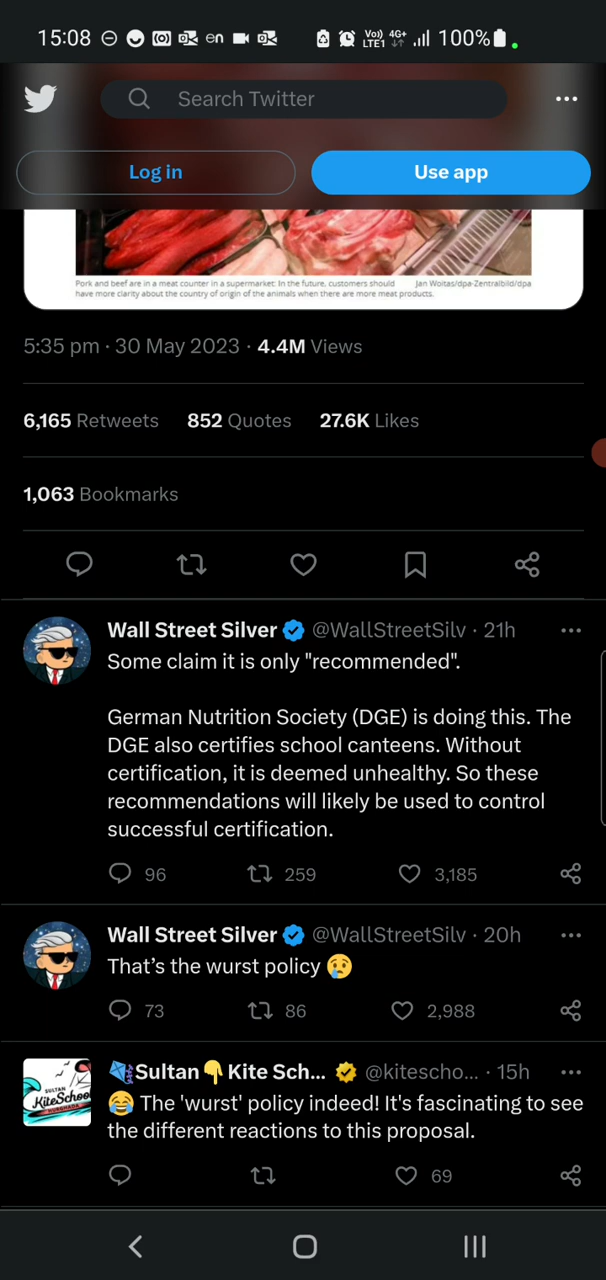 15:08 en Vo)) LTE1 4G+ 100%
Search Twitter
Log in Use app
Pork and beef are in a meat counter in a supermarket: In the future, customers should Jan Woitas/dpa-Zentralbild/dpa
have more clarity about the country of origin of the animals when there are more meat products.
5:35 pm · 30 May 2023 · 4.4M Views
6,165 Retweets 852 Quotes 27.6K Likes
1,063 Bookmarks
Wall Street Silver @WallStreetSilv · 21h
Some claim it is only "recommended".
German Nutrition Society (DGE) is doing this. The
DGE also certifies school canteens. Without
certification, it is deemed unhealthy. So these
recommendations will likely be used to control
successful certification.
96 259 3,185
Wall Street Silver @WallStreetSilv · 20h
That's the wurst policy 😢
73 86 2,988
SULTAN
KiteSchool
🪁Sultan👇Kite Sch... @kitescho... · 15h
😂 The 'wurst' policy indeed! It's fascinating to see
the different reactions to this proposal.
69